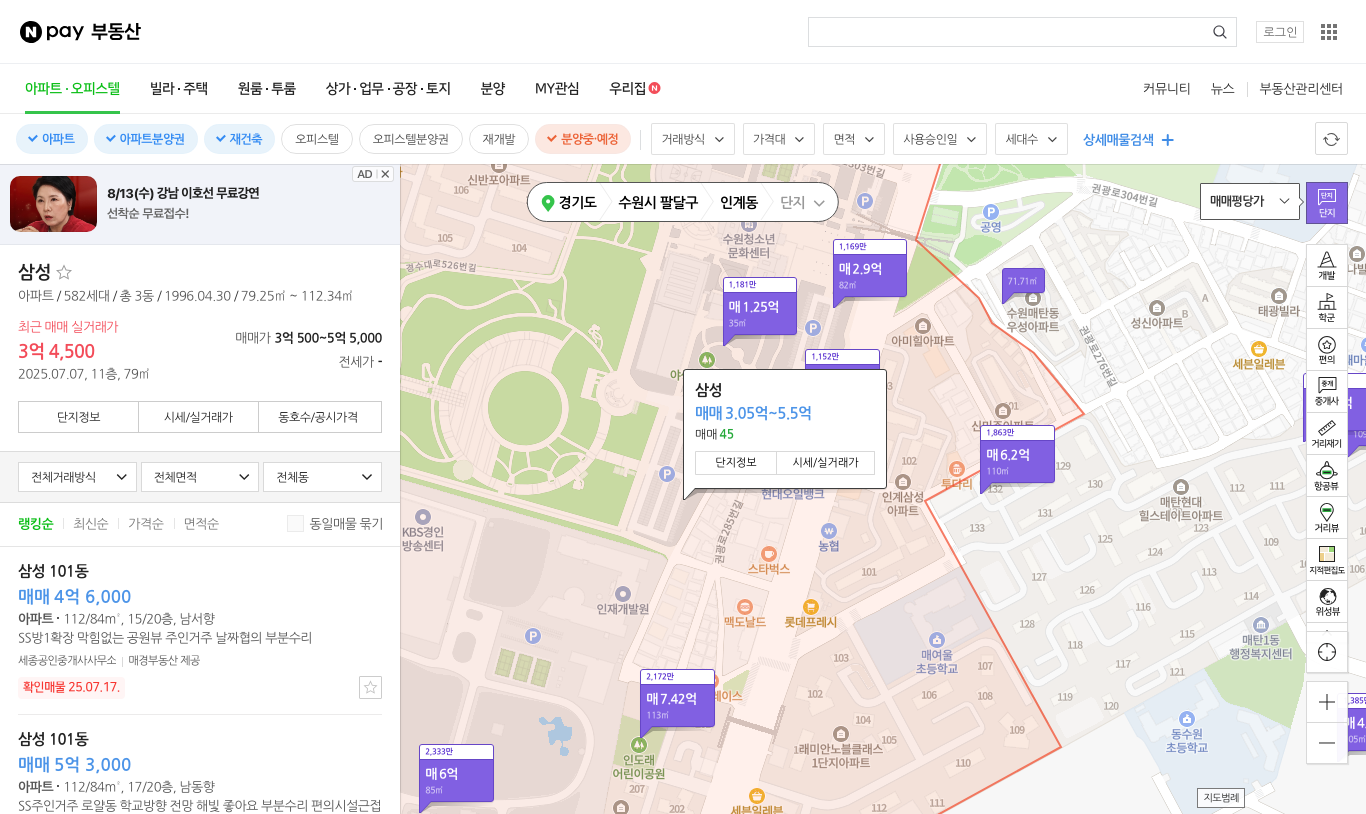 N pay 부동산
로그인
아파트·오피스텔 빌라·주택 원룸·투룸 상가·업무·공장·토지 분양 MY관심 우리집 N
커뮤니티 뉴스 부동산관리센터
아파트 아파트분양권 재건축 오피스텔 오피스텔분양권 재개발 분양중·예정 거래방식 가격대 면적 사용승인일 세대수 상세매물검색
AD
8/13(수) 강남 이호선 무료강연
선착순 무료접수!
삼성
아파트 / 582세대 / 총 3동 / 1996.04.30 / 79.25㎡ ~ 112.34㎡
최근 매매 실거래가
3억 4,500
2025.07.07, 11층, 79㎡
매매가 3억 500~5억 5,000
전세가 -
단지정보 시세/실거래가 동호수/공시가격
전체거래방식 전체면적 전체동
랭킹순 최신순 가격순 면적순 동일매물 묶기
삼성 101동
매매 4억 6,000
아파트 · 112/84m², 15/20층, 남서향
SS방1확장 막힘없는 공원뷰 주인거주 날짜협의 부분수리
세종공인중개사사무소 매경부동산 제공
확인매물 25.07.17.
삼성 101동
매매 5억 3,000
아파트 · 112/84m², 17/20층, 남동향
SS주인거주 로얄동 학교방향 전망 해빛 좋아요 부분수리 편의시설근접
경기도 수원시 팔달구 인계동 단지
매매평당가
단지
단지
신반포아파트
106
105
104
경수대로526번길
수원청소년
문화센터
P
303번길
권광로304번길
P
공영
1,169만
매 2.9억
82㎡
1,181만
매 1.25억
35㎡
P
71.71㎡
수원매탄동
우성아파트
아미힐아파트
성신아파트
A
B
태광빌라
세븐일레븐
권광로276번길
1,152만
야
삼성
매매 3.05억~5.5억
매매 45
단지정보 시세/실거래가
현대오일뱅크
101
1,863만
매 6.2억
110㎡
투다리
102
인계삼성
아파트
132
133
131
P
KBS경인
방송센터
권광로285번길
농협
스타벅스
인재개발원
맥도날드
롯데프레시
101
102
103
P
매여울
초등학교
107
106
108
109
매탄현대
힐스테이트아파트
112
111
125
124
123
112
109
127
126
128
118
121
119
120
117
매탄1동
행정복지센터
동수원
초등학교
2,172만
매 7.42억
113㎡
레이스
인도래
어린이공원
2,333만
매 6억
85㎡
래미안노블클래스
1단지아파트
104
105
110
112
111
세븐일레븐
개발
학군
편의
중개
중개사
거리재기
항공뷰
거리뷰
지적편집도
위성뷰
지도범례